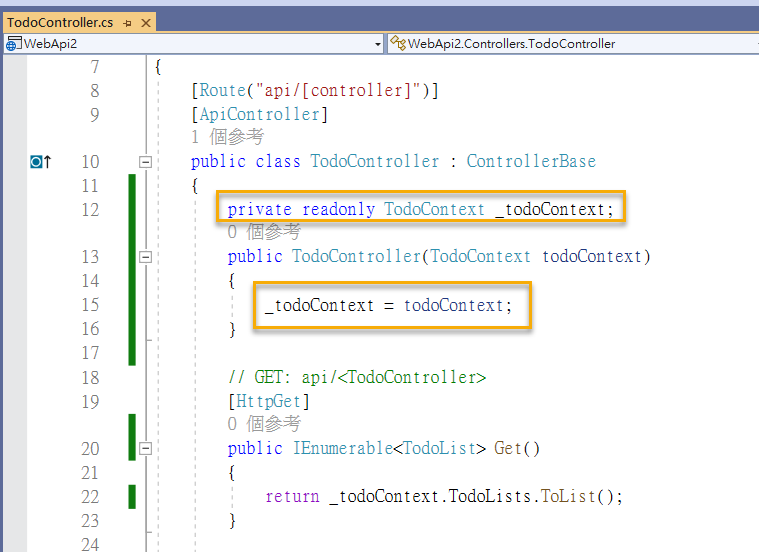 TodoController.cs
WebApi2 WebApi2.Controllers.TodoController
7 {
8 [Route("api/[controller]")]
9 [ApiController]
1 個參考
10 public class TodoController : ControllerBase
11 {
12 private readonly TodoContext _todoContext;
0 個參考
13 public TodoController(TodoContext todoContext)
14 {
15 _todoContext = todoContext;
16 }
17
18 // GET: api/<TodoController>
19 [HttpGet]
0 個參考
20 public IEnumerable<TodoList> Get()
21 {
22 return _todoContext.TodoLists.ToList();
23 }
24